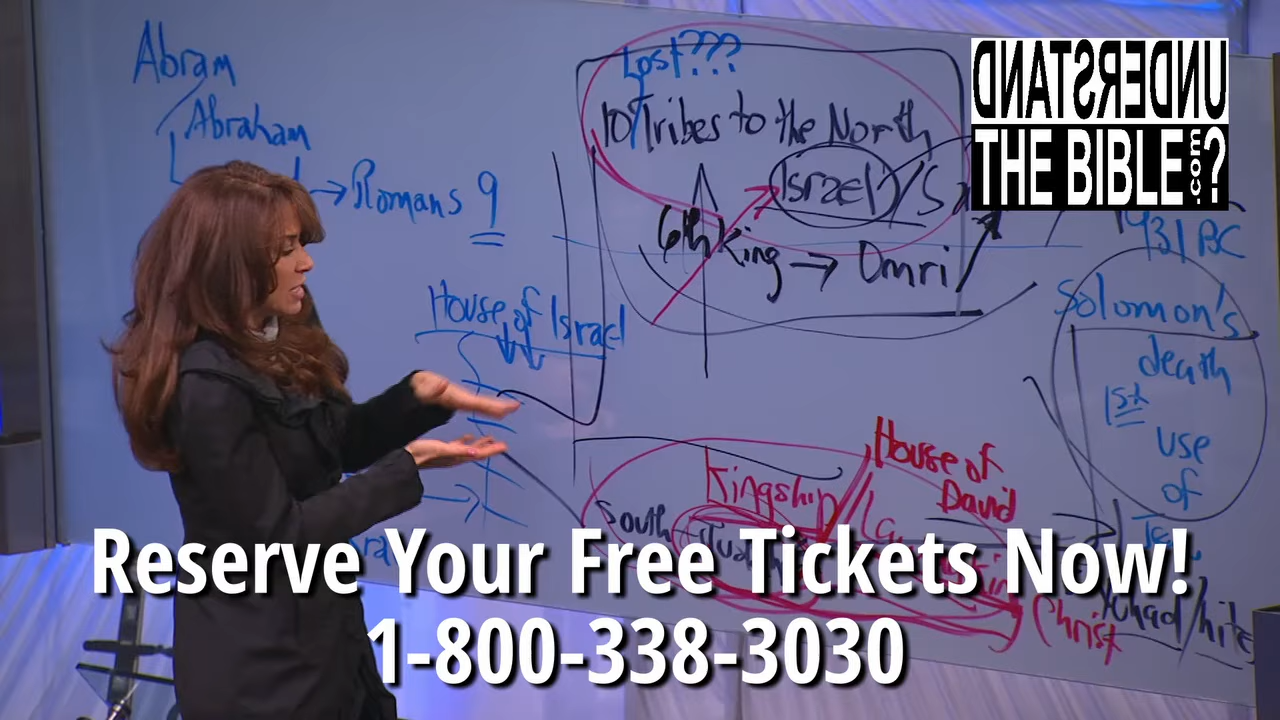 Abram
Abraham
→Romans 9
House of Israel
Lost???
10 Tribes to the North
Israel/S
6th King → Omri
1931 BC
Solomon's
death
1st
use
of
Kingship
House of
David
South
Christ
UNDERSTAND
THE BIBLE?
.com
Reserve Your Free Tickets Now!
1-800-338-3030